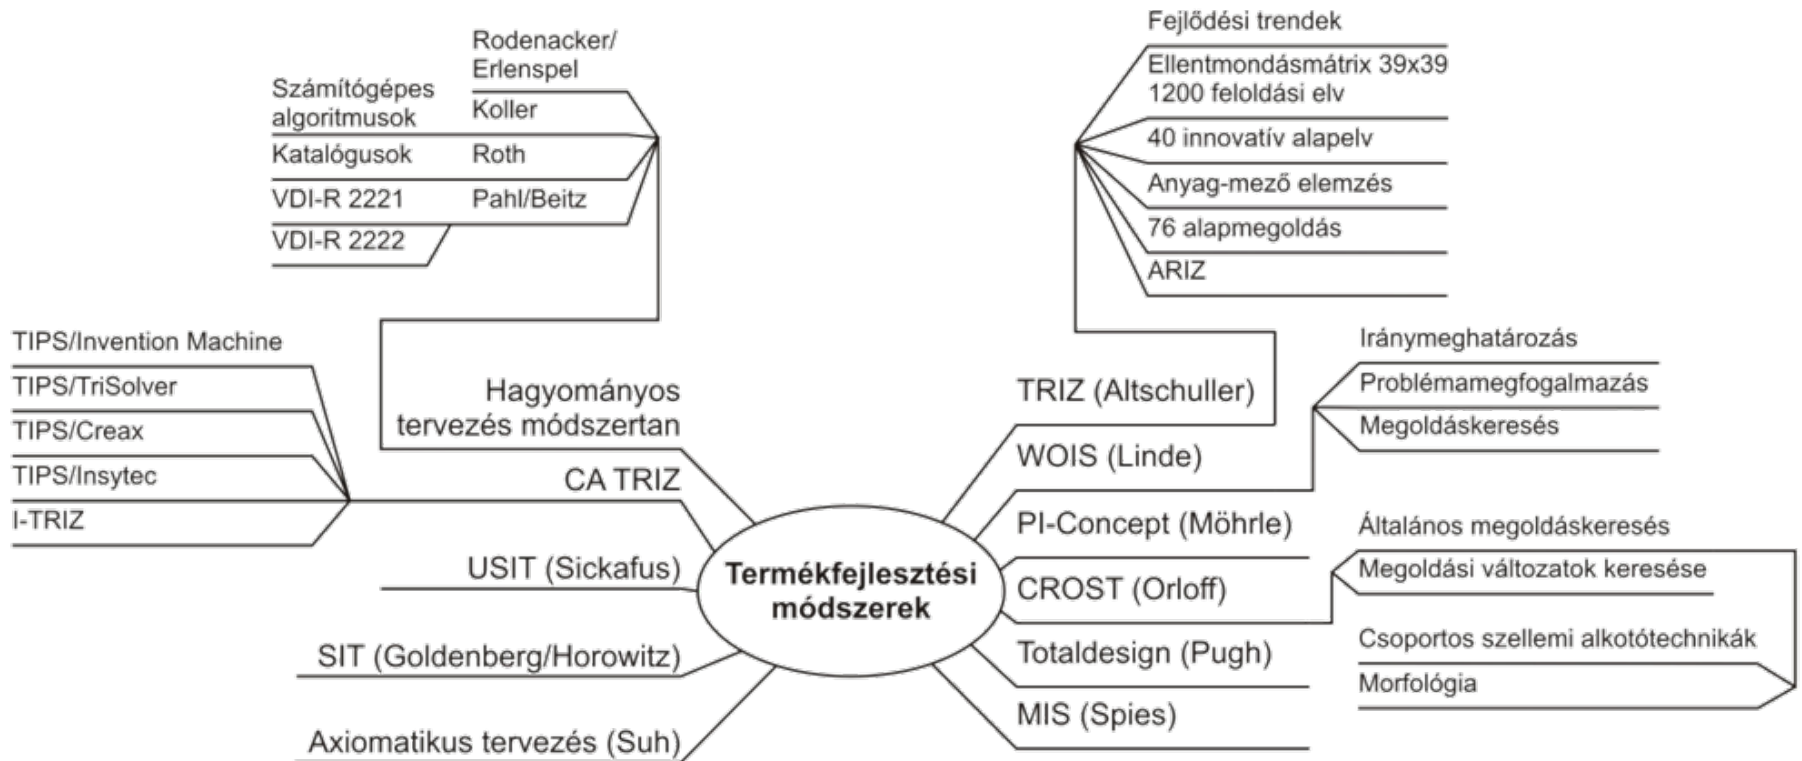 Rodenacker/
Erlenspel
Számítógépes
algoritmusok
Koller
Katalógusok
Roth
VDI-R 2221
Pahl/Beitz
VDI-R 2222
Hagyományos
tervezés módszertan
TIPS/Invention Machine
TIPS/TriSolver
TIPS/Creax
TIPS/Insytec
I-TRIZ
CA TRIZ
USIT (Sickafus)
SIT (Goldenberg/Horowitz)
Axiomatikus tervezés (Suh)
Termékfejlesztési
módszerek
Fejlődési trendek
Ellentmondásmátrix 39x39
1200 feloldási elv
40 innovatív alapelv
Anyag-mező elemzés
76 alapmegoldás
ARIZ
TRIZ (Altschuller)
WOIS (Linde)
Iránymeghatározás
Problémamegfogalmazás
Megoldáskeresés
PI-Concept (Möhrle)
CROST (Orloff)
Általános megoldáskeresés
Megoldási változatok keresése
Csoportos szellemi alkotótechnikák
Morfológia
Totaldesign (Pugh)
MIS (Spies)